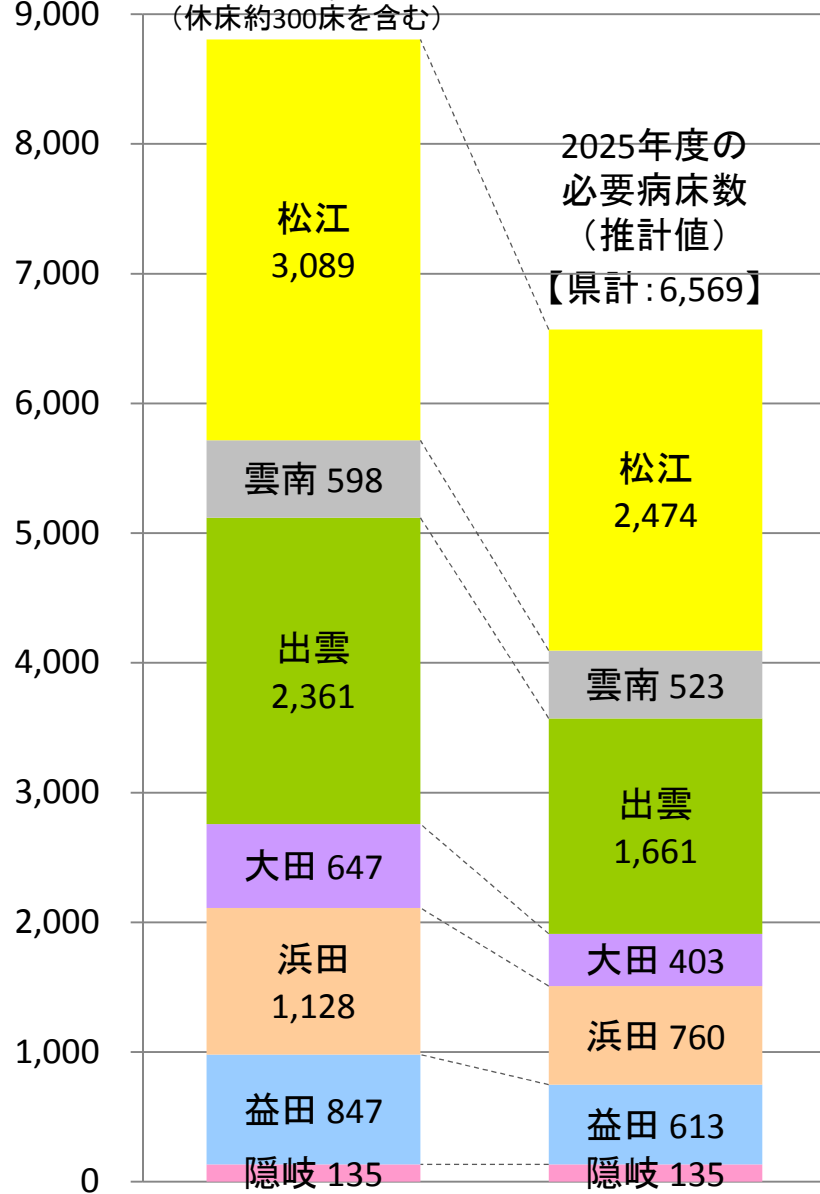 9,000
8,000
7,000
6,000
5,000
4,000
3,000
2,000
1,000
0
（休床約300床を含む）
松江
3,089
雲南 598
出雲
2,361
大田 647
浜田
1,128
益田 847
隠岐 135
2025年度の
必要病床数
（推計値）
【県計：6,569】
松江
2,474
雲南 523
出雲
1,661
大田 403
浜田 760
益田 613
隠岐 135